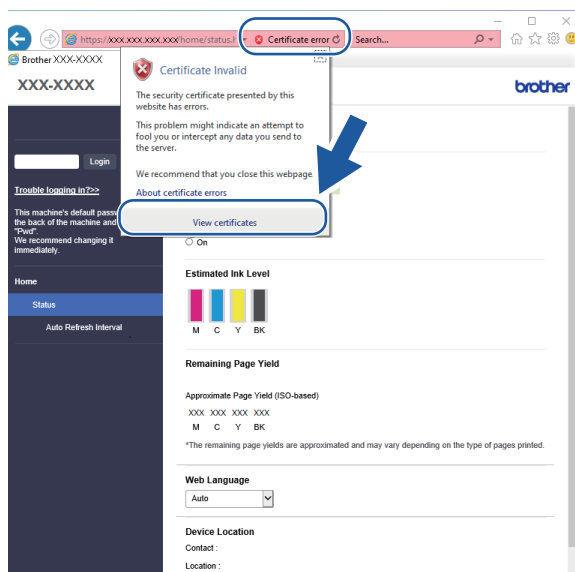 https://xxx.xxx.xxx.xxx/home/status.h
Certificate error
Search...
Brother XXX-XXXX
XXX-XXXX
brother
Certificate Invalid
The security certificate presented by this
website has errors.
This problem might indicate an attempt to
fool you or intercept any data you send to
the server.
We recommend that you close this webpage.
About certificate errors
View certificates
Login
Trouble logging in?>>
This machine's default
the back of the machine and
"Pwd".
We recommend changing it
immediately.
Home
Status
Auto Refresh Interval
On
Estimated Ink Level
M C Y BK
Remaining Page Yield
Approximate Page Yield (ISO-based)
XXX XXX XXX XXX
M C Y BK
*The remaining page yields are approximated and may vary depending on the type of pages printed.
Web Language
Auto
Device Location
Contact :
Location :